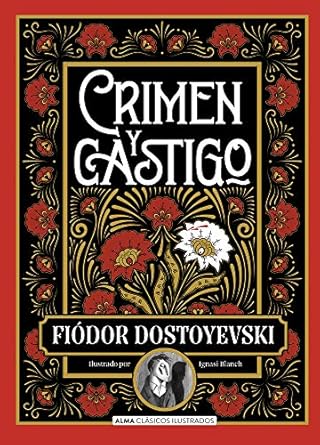 CRIMEN
Y
CASTIGO
FIÓDOR DOSTOYEVSKI
Ilustrado por
Ignasi Blanch
ALMA CLÁSICOS ILUSTRADOS